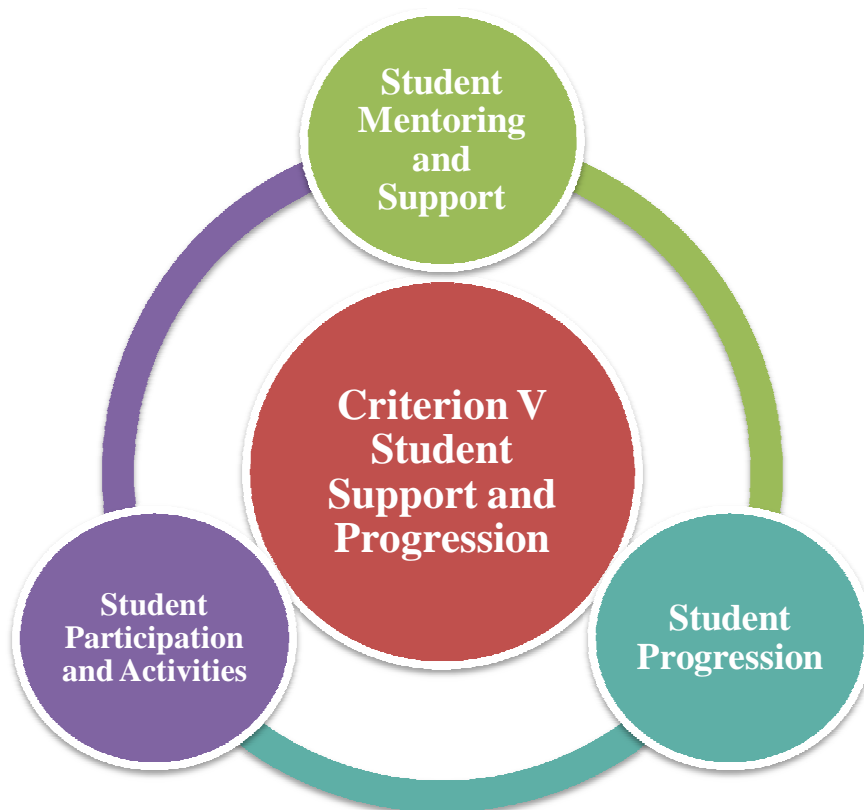 Student
Mentoring
and
Support
Criterion V
Student
Support and
Progression
Student
Participation
and Activities
Student
Progression